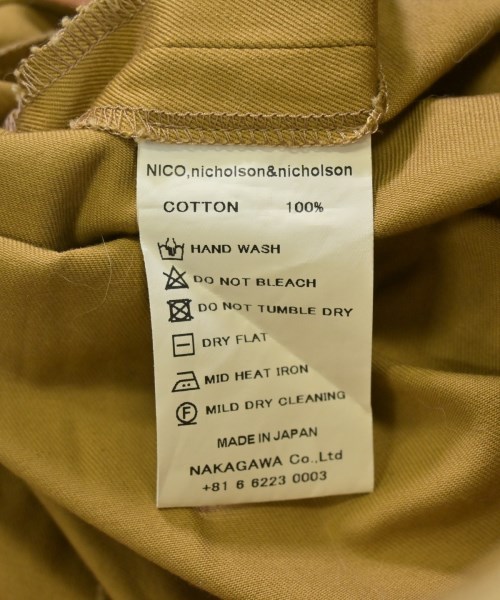 NICO,nicholson&nicholson
COTTON 100%
HAND WASH
DO NOT BLEACH
DO NOT TUMBLE DRY
DRY FLAT
MID HEAT IRON
F MILD DRY CLEANING
MADE IN JAPAN
NAKAGAWA Co.,Ltd
+81 6 6223 0003